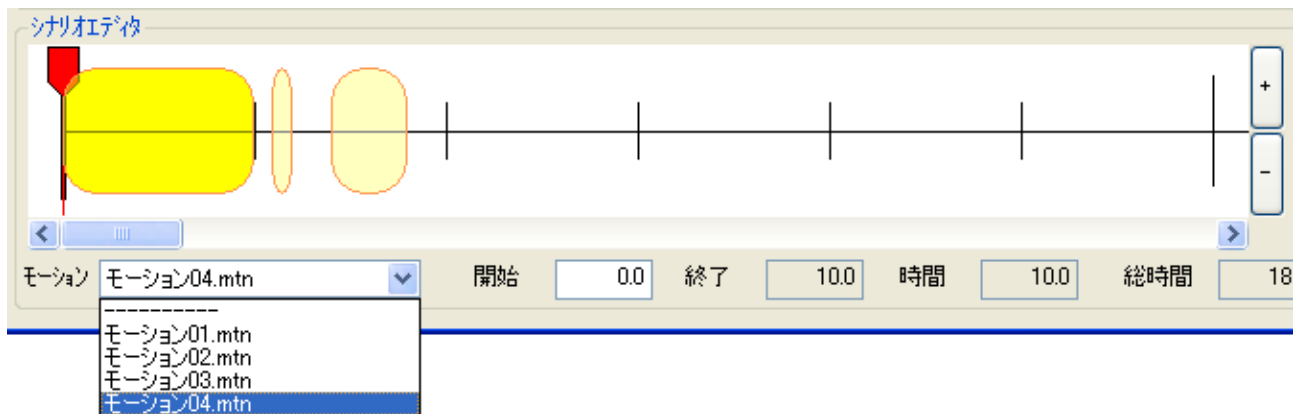 シナリオエディタ
+
-
モーション モーション04.mtn 開始 0.0 終了 10.0 時間 10.0 総時間 18
----------
モーション01.mtn
モーション02.mtn
モーション03.mtn
モーション04.mtn